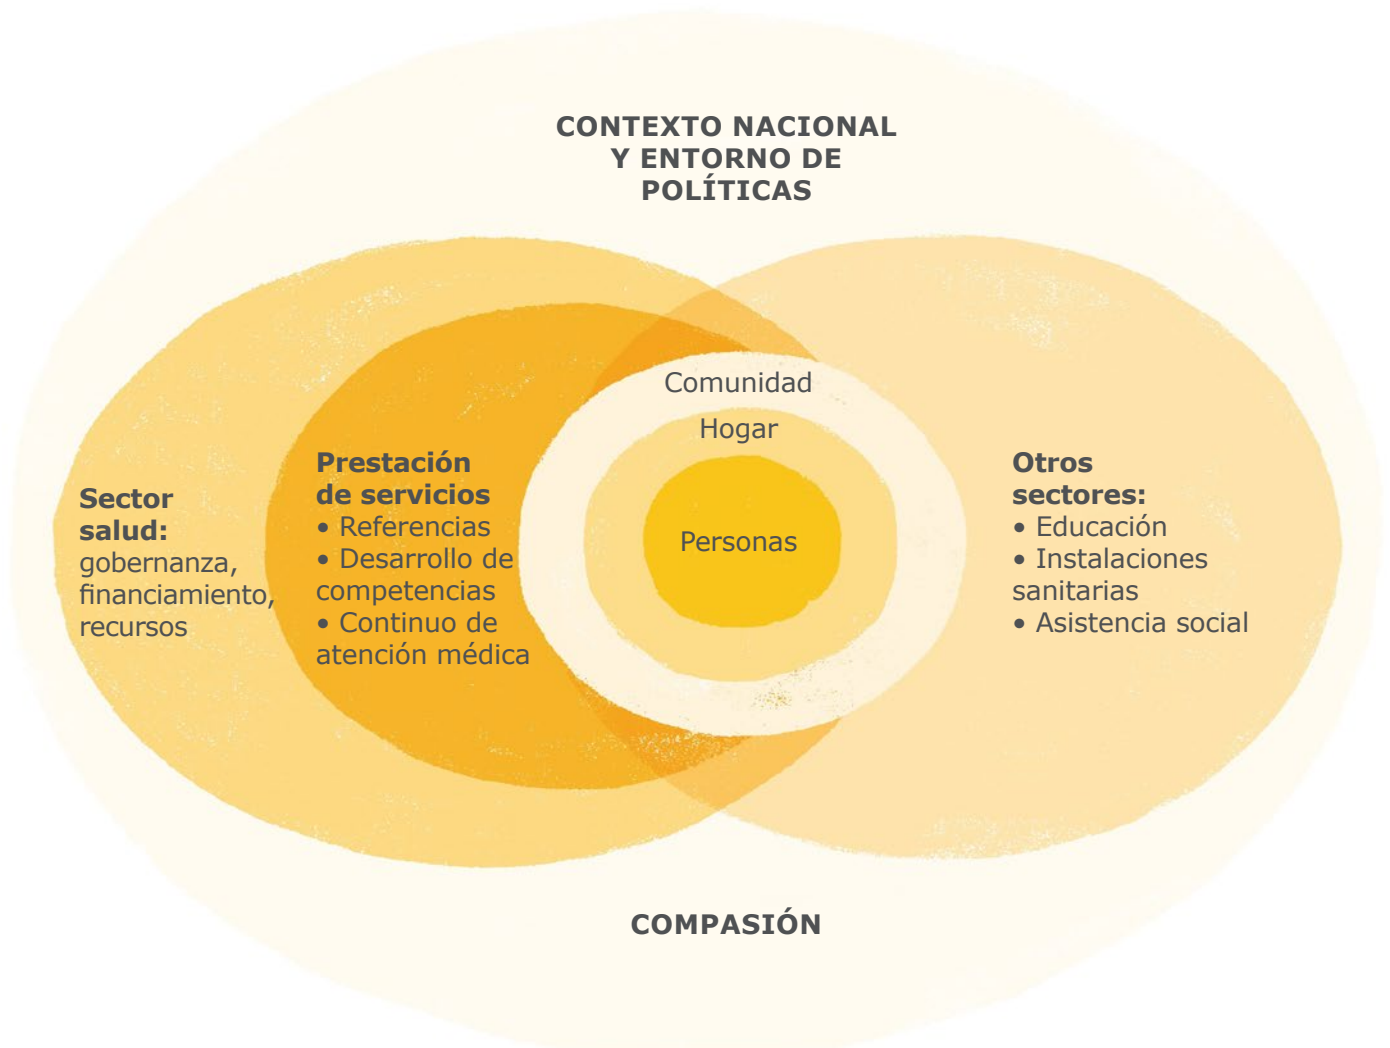 CONTEXTO NACIONAL
Y ENTORNO DE
POLÍTICAS
Comunidad
Hogar
Personas
Sector
salud:
gobernanza,
financiamiento,
recursos
Prestación
de servicios
• Referencias
• Desarrollo de
competencias
• Continuo de
atención médica
Otros
sectores:
• Educación
• Instalaciones
sanitarias
• Asistencia social
COMPASIÓN